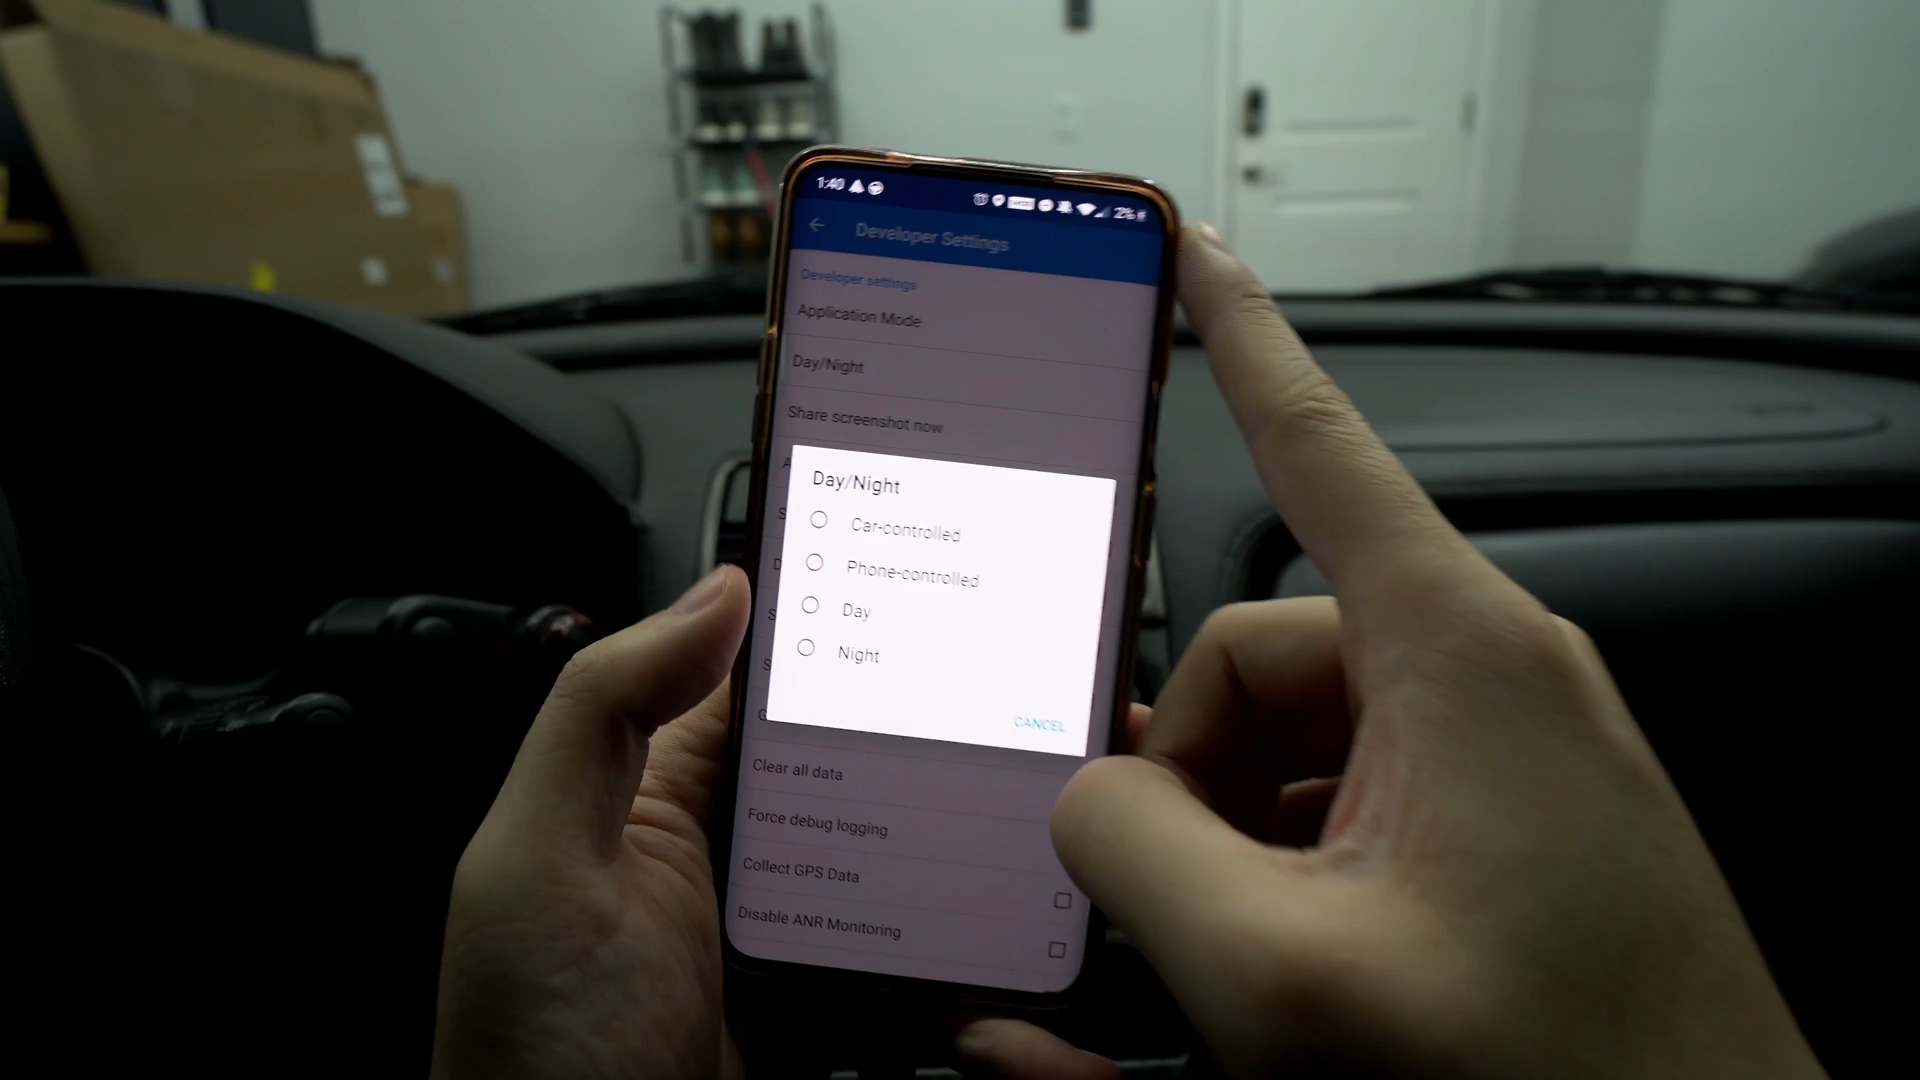 1:40
2%
Developer Settings
Developer settings
Application Mode
Day/Night
Share screenshot now
Day/Night
Car-controlled
Phone-controlled
Day
Night
CANCEL
Clear all data
Force debug logging
Collect GPS Data
Disable ANR Monitoring